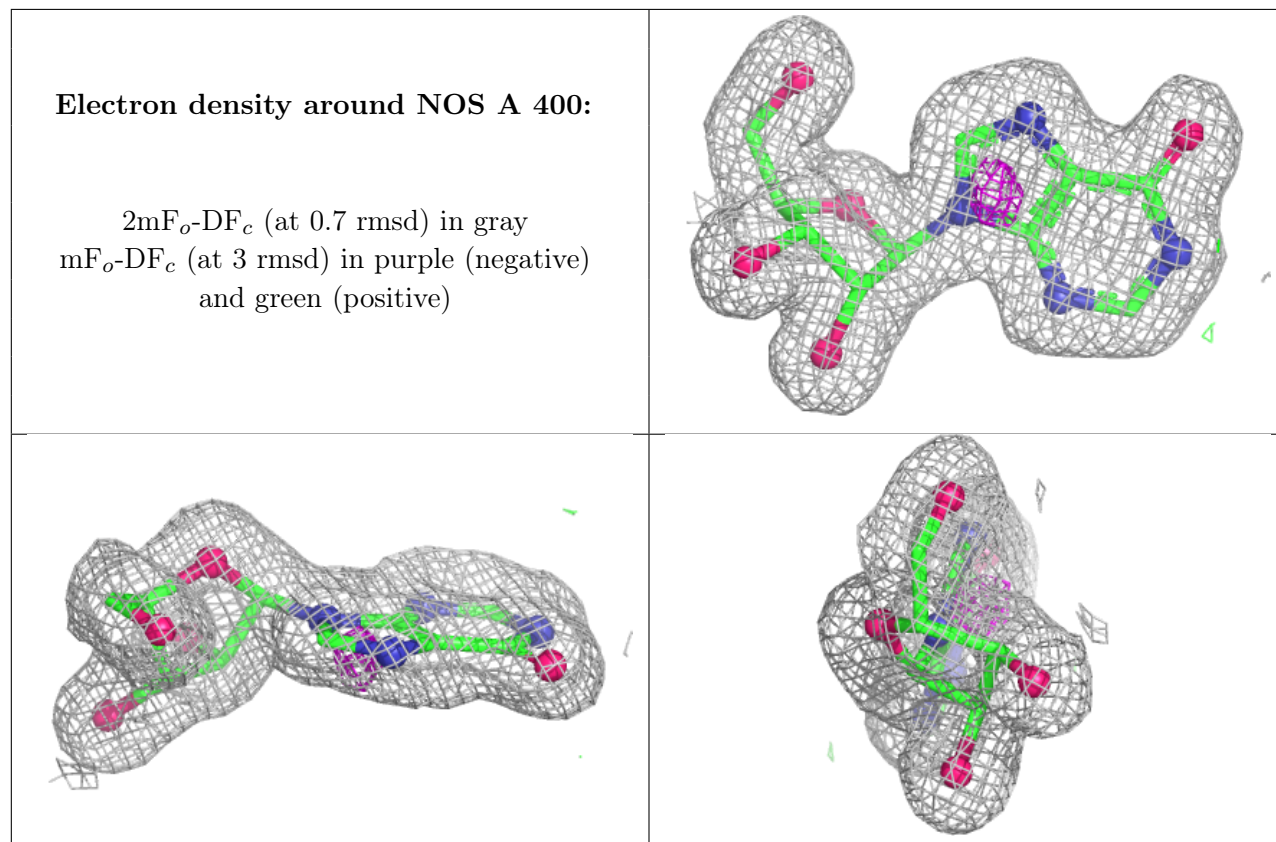 Electron density around NOS A 400:
2mFo-DFc (at 0.7 rmsd) in gray
mFo-DFc (at 3 rmsd) in purple (negative)
and green (positive)